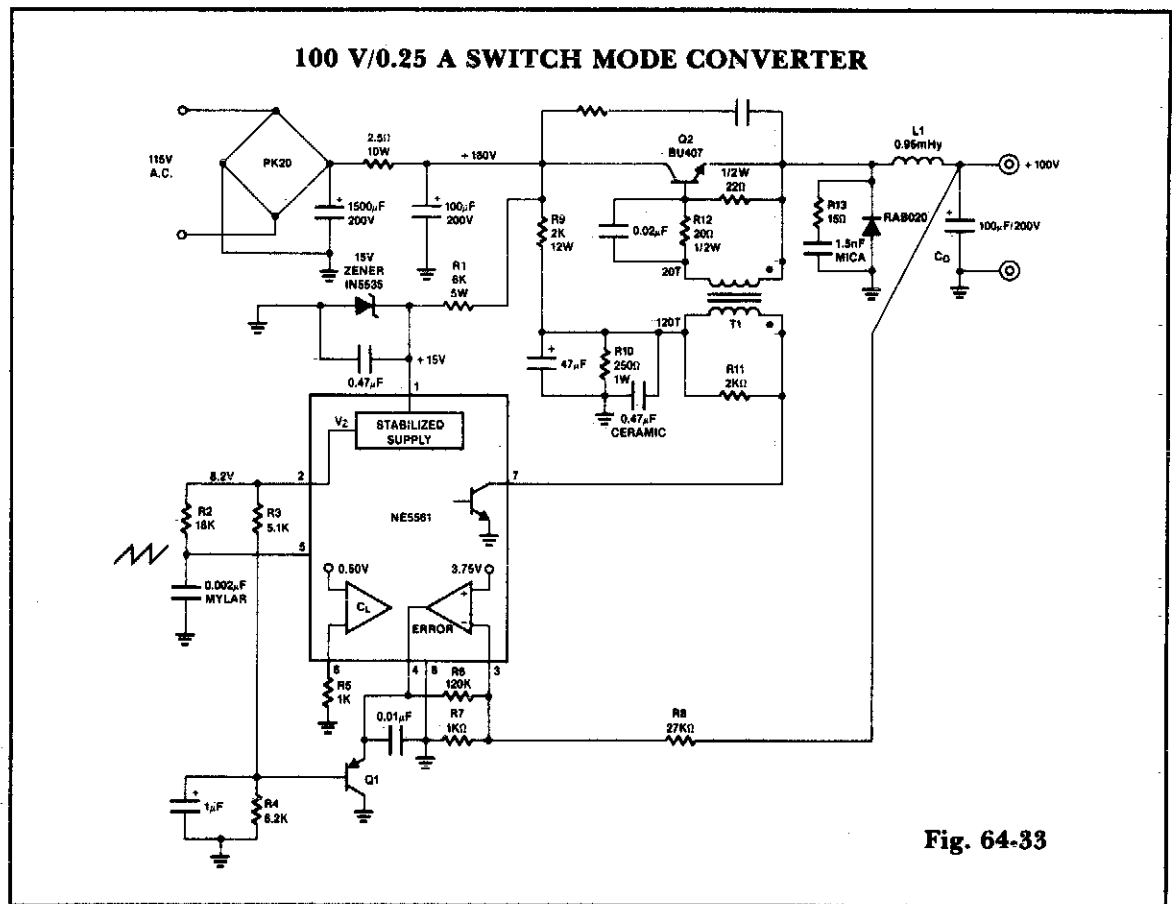 100 V/0.25 A SWITCH MODE CONVERTER
115V
A.C.
PK20
2.5Ω
10W
+150V
1500μF
200V
100μF
200V
Q2
BU407
1/2W
22Ω
L1
0.95mHy
+100V
R9
2K
12W
0.02μF
R12
20Ω
1/2W
R13
15Ω
RAB020
1.5nF
MICA
100μF/200V
CO
15V
ZENER
IN5535
R1
6K
5W
20T
120T
T1
+15V
0.47μF
47μF
R10
250Ω
1W
0.47μF
CERAMIC
R11
2KΩ
1
V2
STABILIZED
SUPPLY
8.2V
2
7
R2
18K
R3
5.1K
NE5561
5
0.002μF
MYLAR
0.50V
3.75V
CL
ERROR
+
−
6
4
8
3
R5
1K
R6
120K
0.01μF
R7
1KΩ
R8
27KΩ
Q1
1μF
R4
8.2K
Fig. 64-33